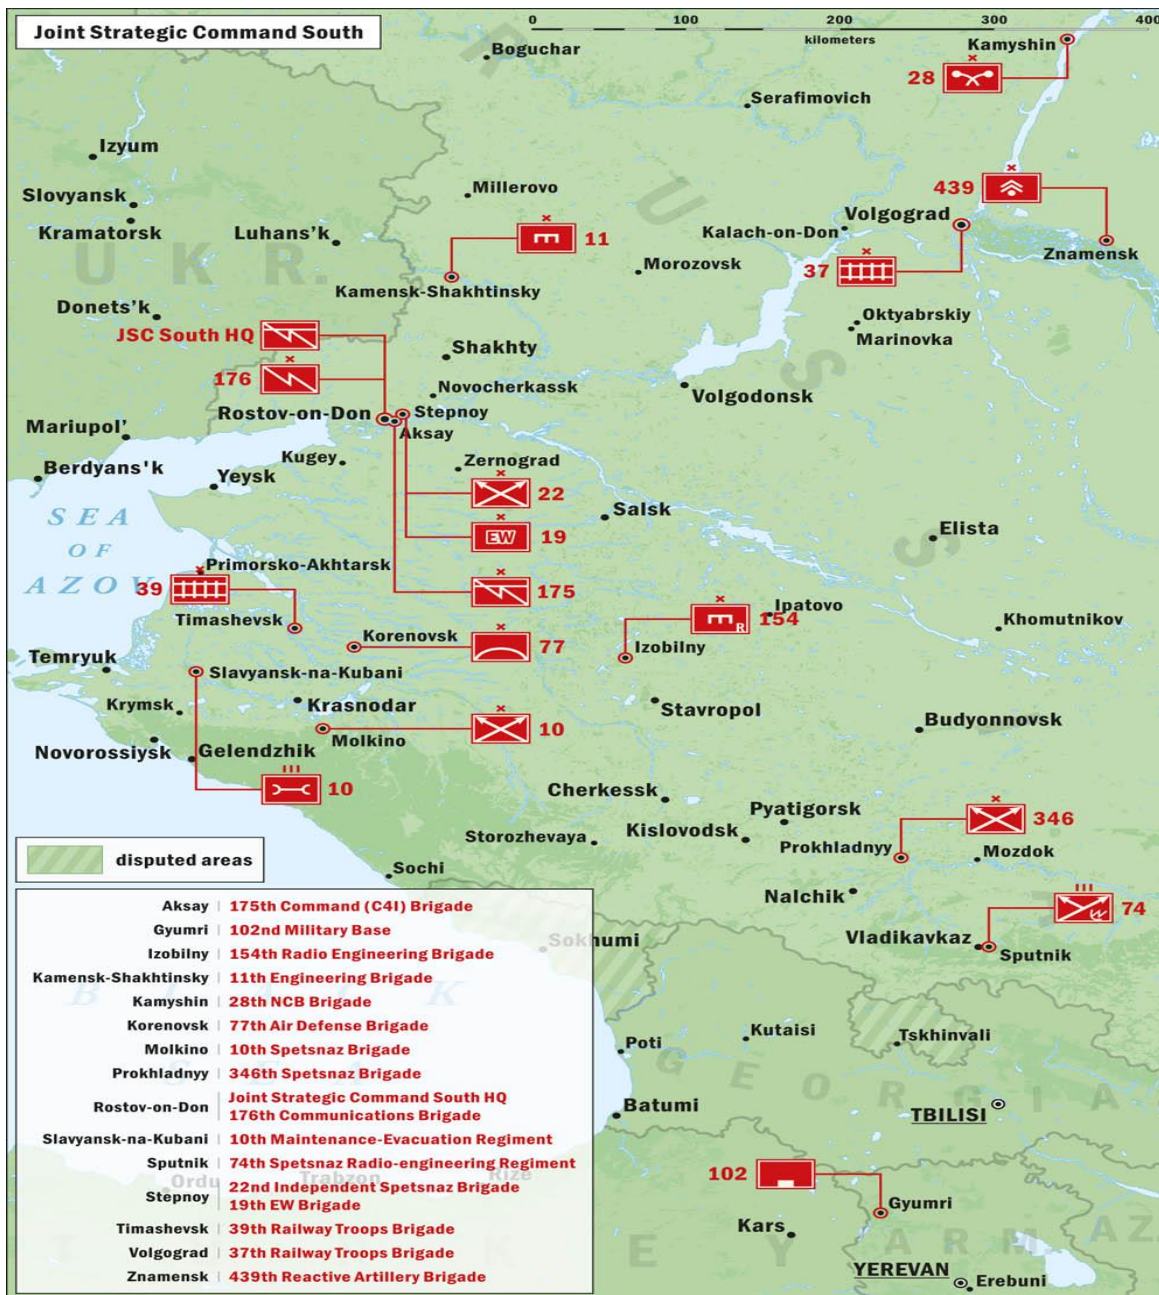 Joint Strategic Command South
0 100 200 300 400
kilometers
Boguchar
Kamyshin
28
Serafimovich
Izyum
Slovyansk
Kramatorsk
Millerovo
439
Volgograd
Luhans'k
11
Kalach-on-Don
Znamensk
Morozovsk
37
Kamensk-Shakhtinsky
UKR.
RUSSIA
Donets'k
Oktyabrskiy
Marinovka
JSC South HQ
Shakhty
176
Novocherkassk
Volgodonsk
Rostov-on-Don
Stepnoy
Aksay
Mariupol'
Kugey
Zernograd
Berdyans'k
Yeysk
22
SEA
OF
AZOV
Salsk
EW
19
Elista
Primorsko-Akhtarsk
39
175
Timashevsk
R
154
Ipatovo
Khomutnikov
Korenovsk
77
Izobilny
Temryuk
Slavyansk-na-Kubani
Krymsk
Krasnodar
Stavropol
Budyonnovsk
Molkino
10
Novorossiysk
Gelendzhik
10
Cherkessk
Pyatigorsk
346
Storozhevaya
Kislovodsk
Prokhladnyy
Mozdok
disputed areas
Sochi
Nalchik
74
Vladikavkaz
Sputnik
Sokhumi
Aksay 175th Command (C4I) Brigade
Gyumri 102nd Military Base
Izobilny 154th Radio Engineering Brigade
Kamensk-Shakhtinsky 11th Engineering Brigade
Kamyshin 28th NCB Brigade
Korenovsk 77th Air Defense Brigade
Molkino 10th Spetsnaz Brigade
Prokhladnyy 346th Spetsnaz Brigade
Rostov-on-Don Joint Strategic Command South HQ
176th Communications Brigade
Slavyansk-na-Kubani 10th Maintenance-Evacuation Regiment
Sputnik 74th Spetsnaz Radio-engineering Regiment
Stepnoy 22nd Independent Spetsnaz Brigade
19th EW Brigade
Timashevsk 39th Railway Troops Brigade
Volgograd 37th Railway Troops Brigade
Znamensk 439th Reactive Artillery Brigade
Ordu
Trabzon
Rize
Poti
Kutaisi
Tskhinvali
GEORGIA
Batumi
TBILISI
102
Gyumri
Kars
ARM.
AZ.
YEREVAN
Erebuni